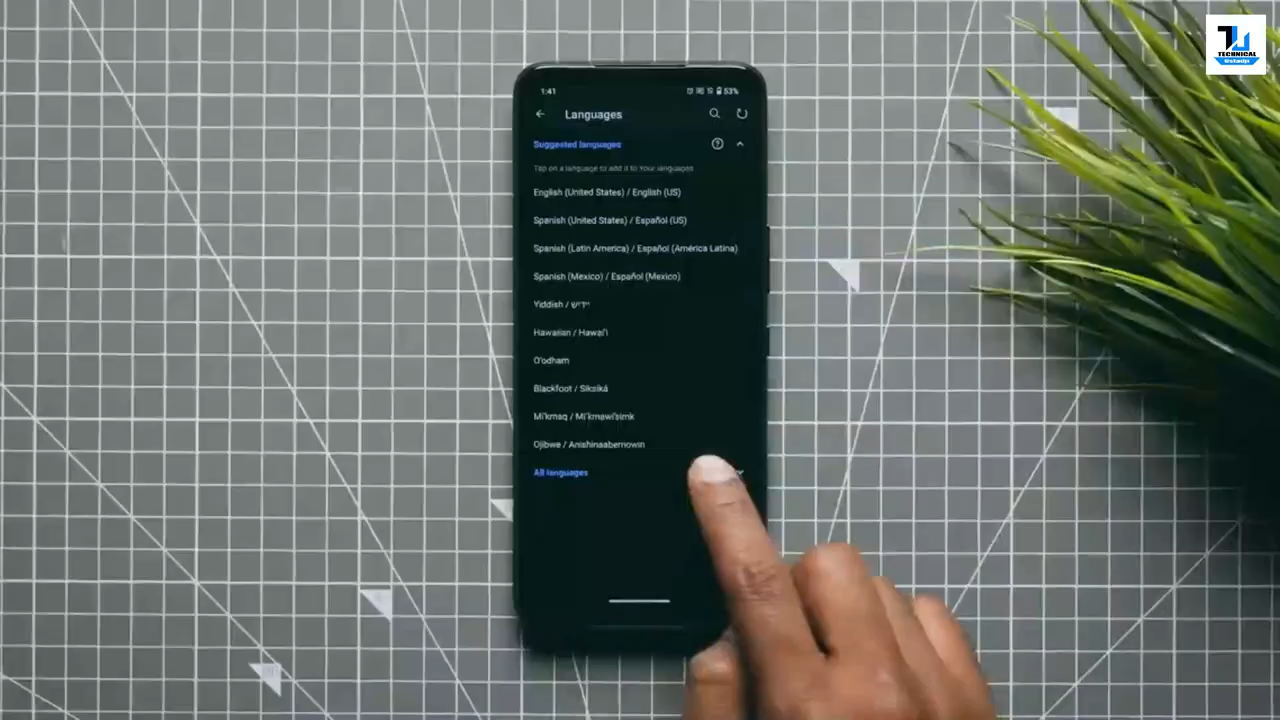 TECHNICAL
Ustadji
1:41
53%
Languages
Suggested languages
Tap on a language to add it to Your languages
English (United States) / English (US)
Spanish (United States) / Español (US)
Spanish (Latin America) / Español (América Latina)
Spanish (Mexico) / Español (Mexico)
Yiddish / ייִדיש
Hawaiian / Hawaiʻi
O'odham
Blackfoot / Siksiká
Mi'kmaq / Mi'kmawi'simk
Ojibwe / Anishinaabemowin
All languages